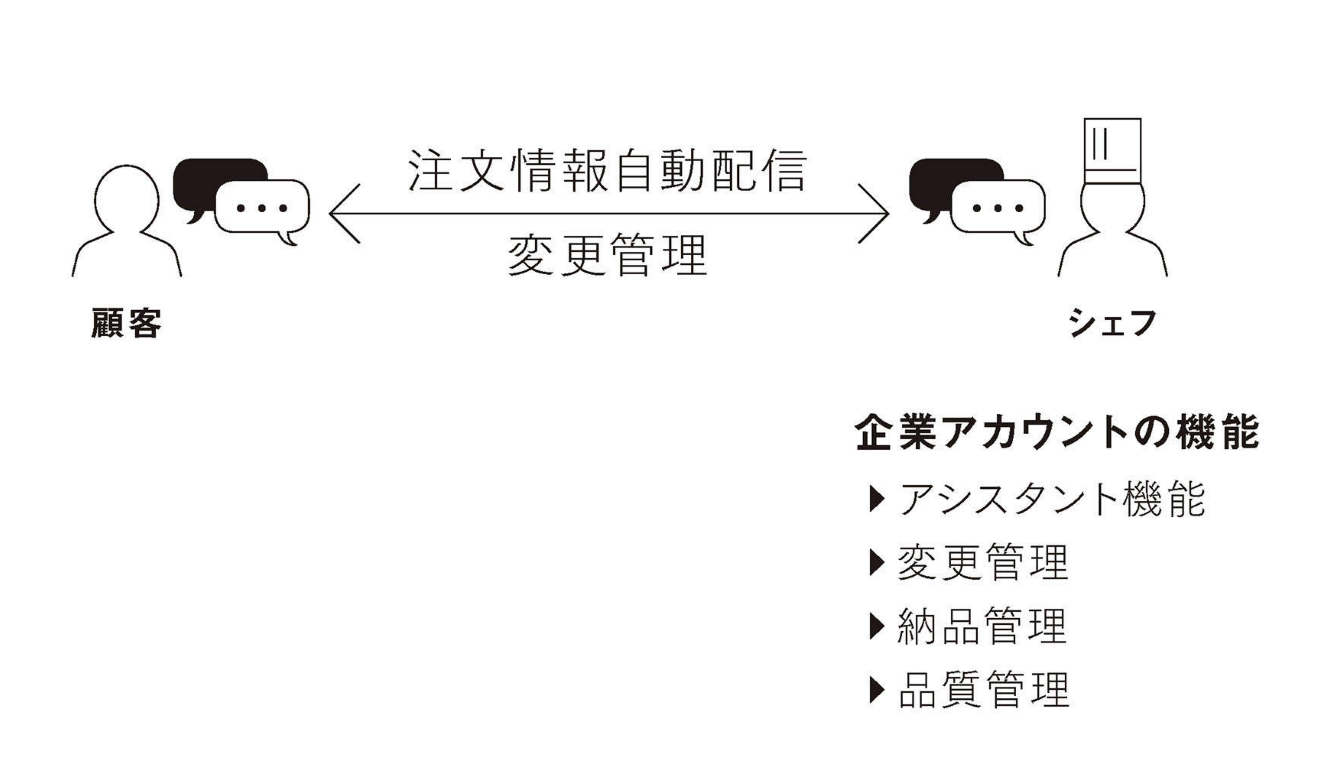 注文情報自動配信
変更管理
顧客
シェフ
企業アカウントの機能
▶アシスタント機能
▶変更管理
▶納品管理
▶品質管理